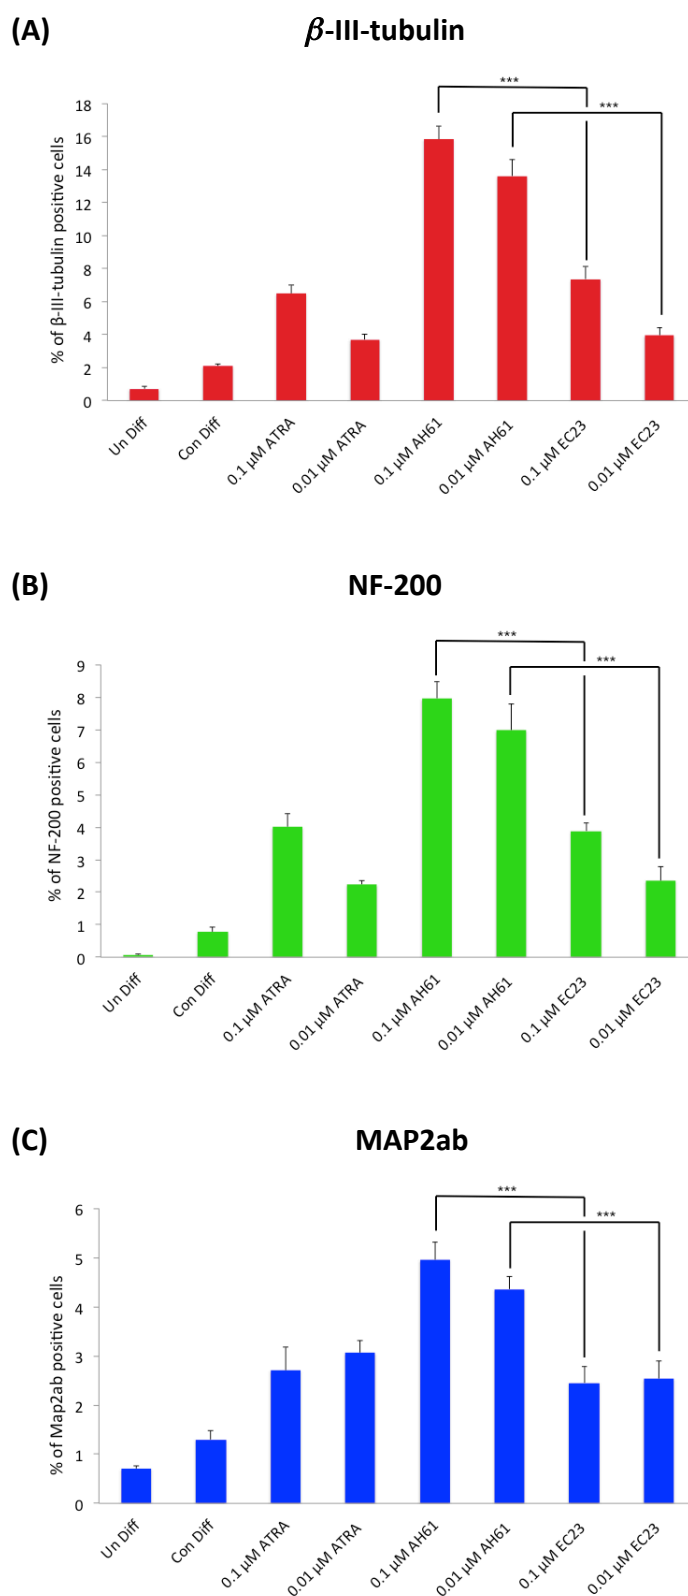 (A) β-III-tubulin
***
***
% of β-III-tubulin positive cells
18
16
14
12
10
8
6
4
2
0
Un Diff
Con Diff
0.1 μM ATRA
0.01 μM ATRA
0.1 μM AH61
0.01 μM AH61
0.1 μM EC23
0.01 μM EC23
(B) NF-200
***
***
% of NF-200 positive cells
9
8
7
6
5
4
3
2
1
0
Un Diff
Con Diff
0.1 μM ATRA
0.01 μM ATRA
0.1 μM AH61
0.01 μM AH61
0.1 μM EC23
0.01 μM EC23
(C) MAP2ab
***
***
% of Map2ab positive cells
6
5
4
3
2
1
0
Un Diff
Con Diff
0.1 μM ATRA
0.01 μM ATRA
0.1 μM AH61
0.01 μM AH61
0.1 μM EC23
0.01 μM EC23